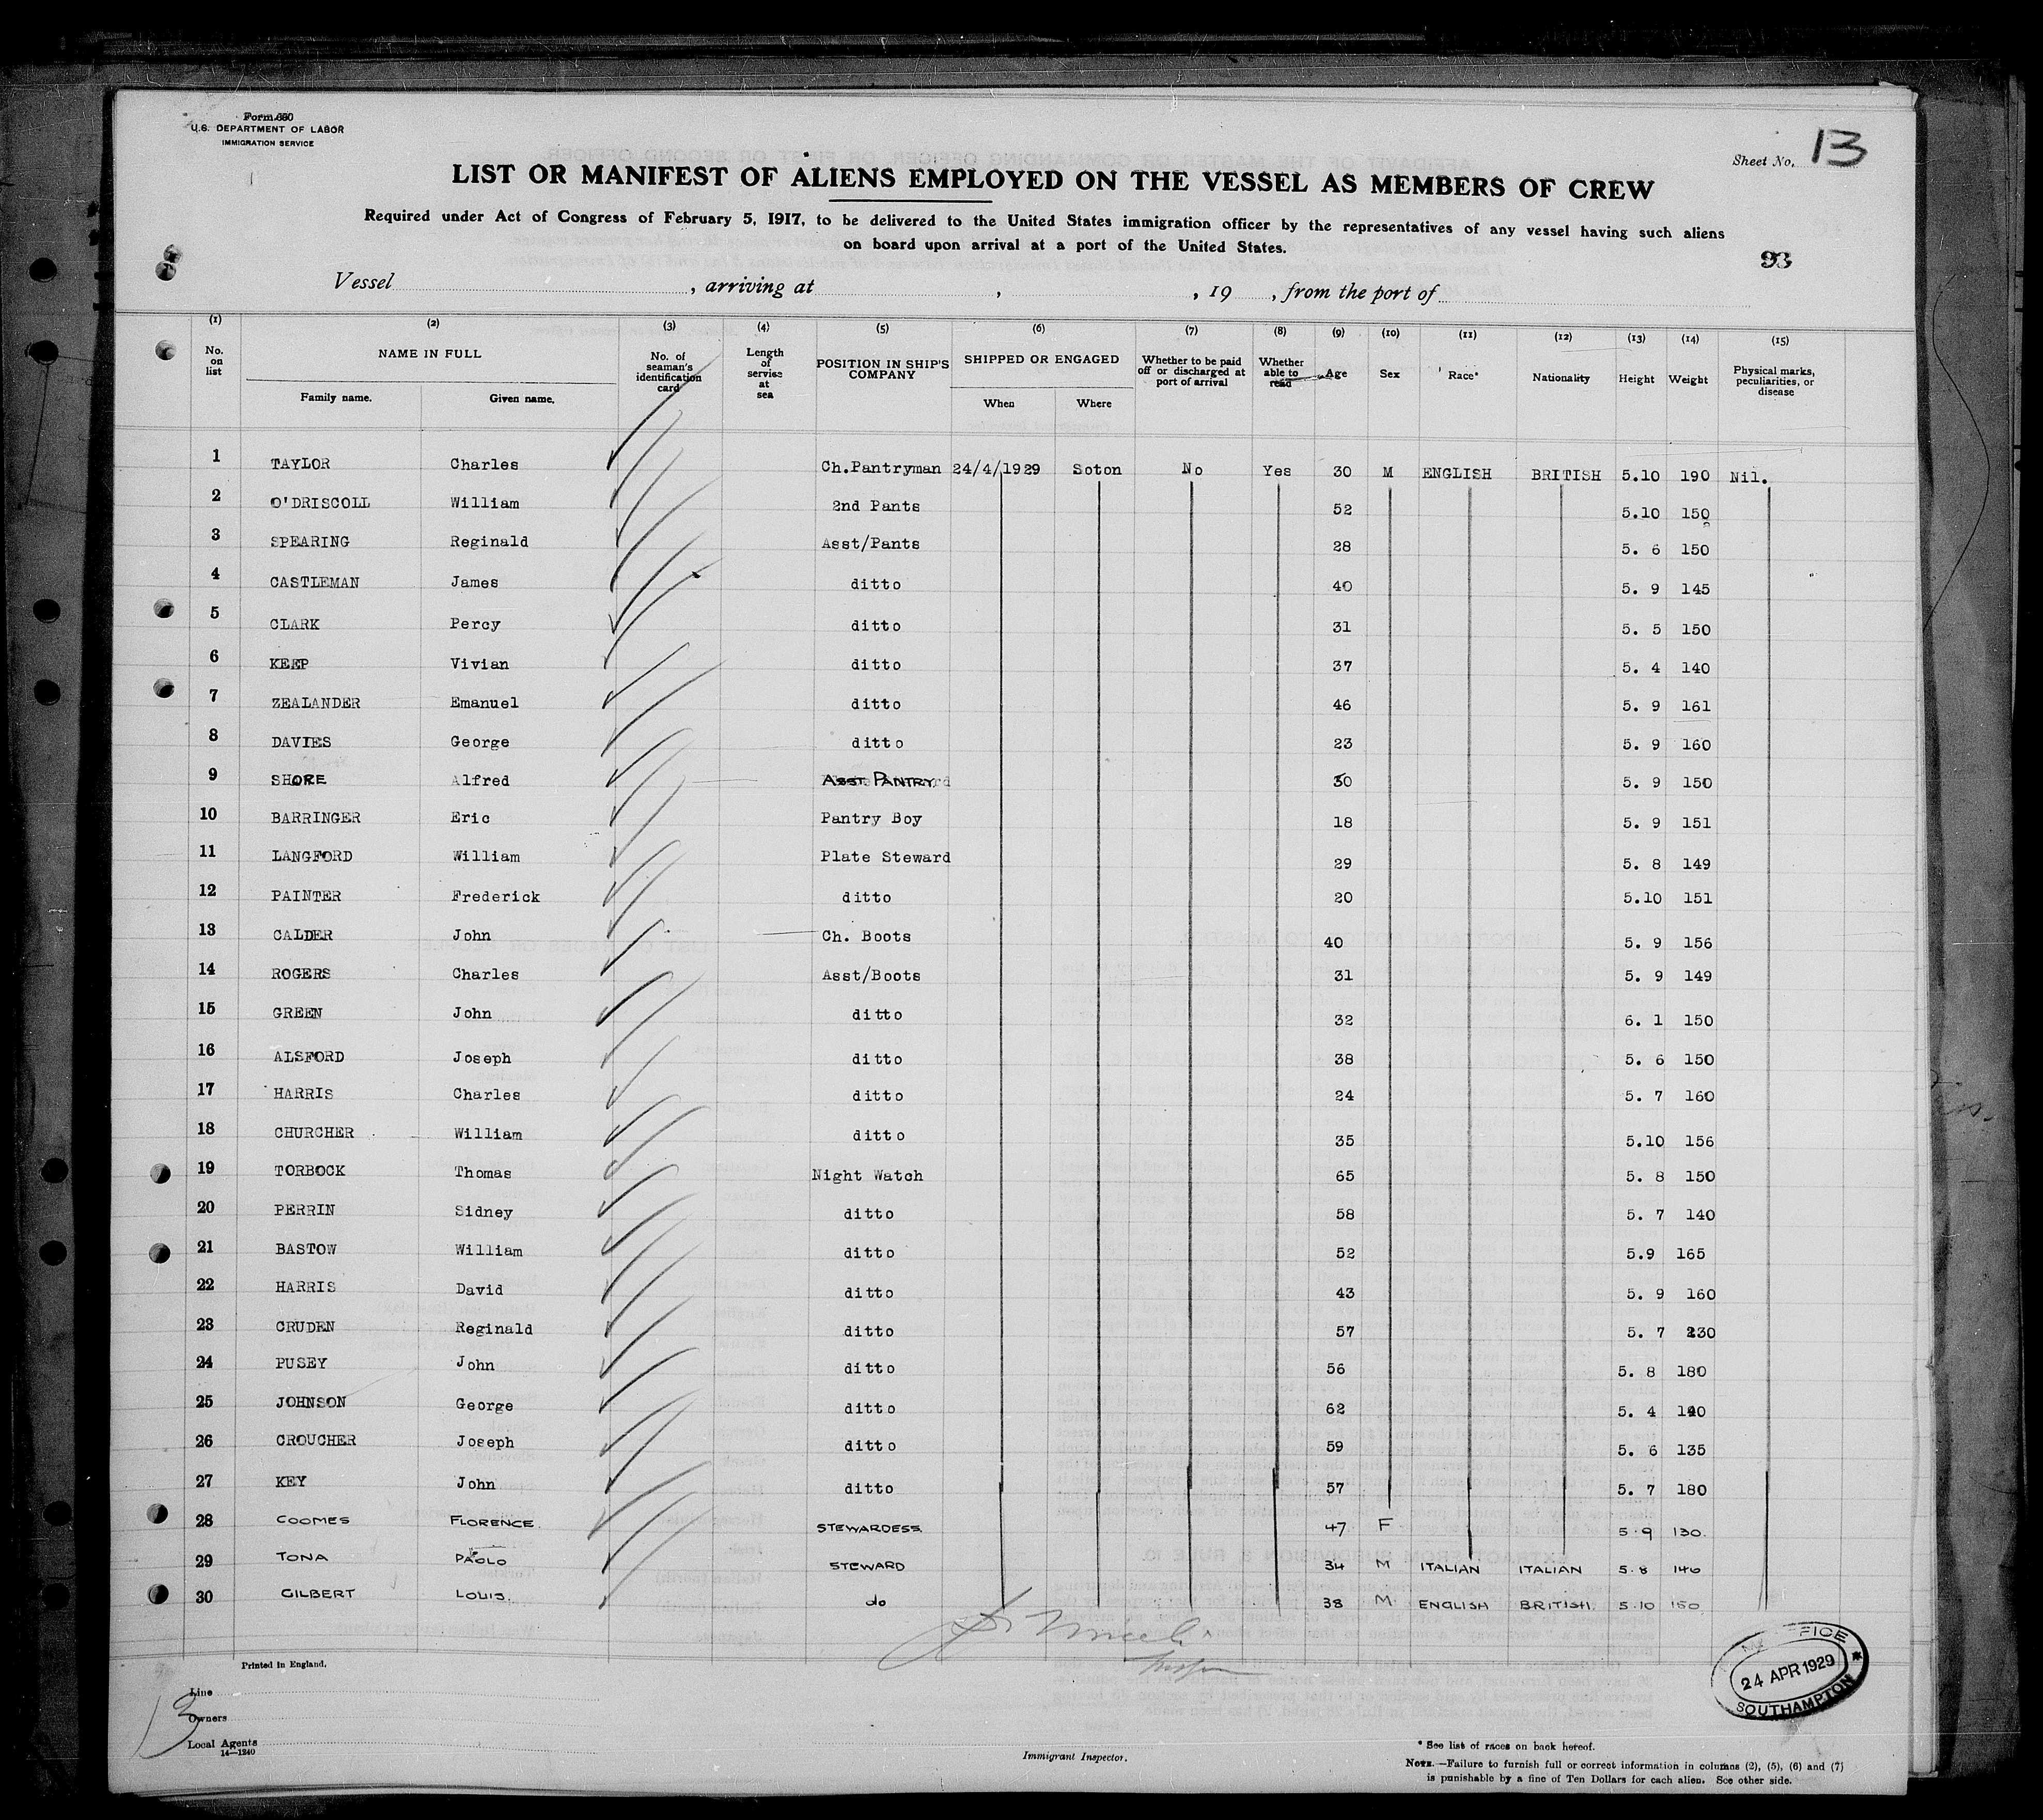 Form 680
U.S. DEPARTMENT OF LABOR
IMMIGRATION SERVICE
Sheet No. 13
LIST OR MANIFEST OF ALIENS EMPLOYED ON THE VESSEL AS MEMBERS OF CREW
Required under Act of Congress of February 5, 1917, to be delivered to the United States immigration officer by the representatives of any vessel having such aliens
on board upon arrival at a port of the United States.
93
Vessel , arriving at , , 19 , from the port of
(1) (2) (3) (4) (5) (6) (7) (8) (9) (10) (11) (12) (13) (14) (15)
No. on list NAME IN FULL No. of seaman's identification card Length of service at sea POSITION IN SHIP'S COMPANY SHIPPED OR ENGAGED Whether to be paid off or discharged at port of arrival Whether able to read Age Sex Race* Nationality Height Weight Physical marks, peculiarities, or disease
Family name. Given name. When Where
1 TAYLOR Charles Ch.Pantryman 24/4/1929 Soton No Yes 30 M ENGLISH BRITISH 5.10 190 Nil.
2 O'DRISCOLL William 2nd Pants 52 5.10 150
3 SPEARING Reginald Asst/Pants 28 5. 6 150
4 CASTLEMAN James ditto 40 5. 9 145
5 CLARK Percy ditto 31 5. 5 150
6 KEEP Vivian ditto 37 5. 4 140
7 ZEALANDER Emanuel ditto 46 5. 9 161
8 DAVIES George ditto 23 5. 9 160
9 SHORE Alfred ASST PANTRY 30 5. 9 150
10 BARRINGER Eric Pantry Boy 18 5. 9 151
11 LANGFORD William Plate Steward 29 5. 8 149
12 PAINTER Frederick ditto 20 5.10 151
13 CALDER John Ch. Boots 40 5. 9 156
14 ROGERS Charles Asst/Boots 31 5. 9 149
15 GREEN John ditto 32 6. 1 150
16 ALSFORD Joseph ditto 38 5. 6 150
17 HARRIS Charles ditto 24 5. 7 160
18 CHURCHER William ditto 35 5.10 156
19 TORBOCK Thomas Night Watch 65 5. 8 150
20 PERRIN Sidney ditto 58 5. 7 140
21 BASTOW William ditto 52 5.9 165
22 HARRIS David ditto 43 5. 9 160
23 CRUDEN Reginald ditto 57 5. 7 230
24 PUSEY John ditto 56 5. 8 180
25 JOHNSON George ditto 62 5. 4 140
26 CROUCHER Joseph ditto 59 5. 6 135
27 KEY John ditto 57 5. 7 180
28 COOMES FLORENCE. STEWARDESS 47 F 5.9 130.
29 TONA PAOLO STEWARD 34 M ITALIAN ITALIAN 5.8 146
30 GILBERT LOUIS. do 38 M ENGLISH BRITISH. 5.10 150
Printed in England.
24 APR 1929
SOUTHAMPTON
13
Line
Owners
Local Agents
14—1240
Immigrant Inspector.
* See list of races on back hereof.
NOTE.—Failure to furnish full or correct information in columns (2), (5), (6) and (7)
is punishable by a fine of Ten Dollars for each alien. See other side.